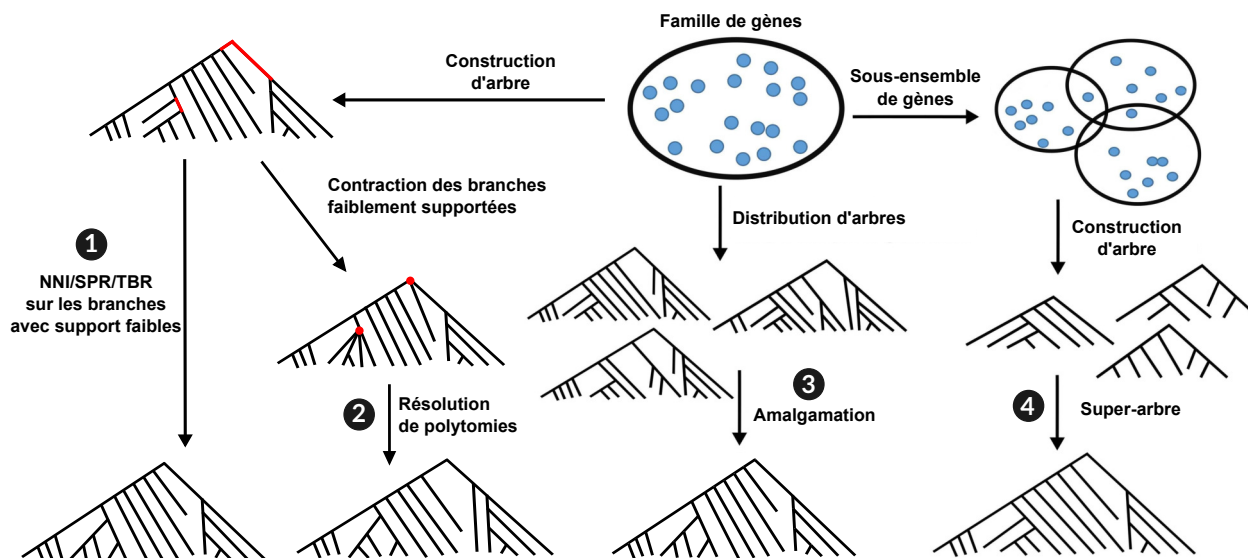 Famille de gènes
Construction
d'arbre
Sous-ensemble
de gènes
Contraction des branches
faiblement supportées
Distribution d'arbres
Construction
d'arbre
1
NNI/SPR/TBR
sur les branches
avec support faibles
2
Résolution
de polytomies
3
Amalgamation
4
Super-arbre